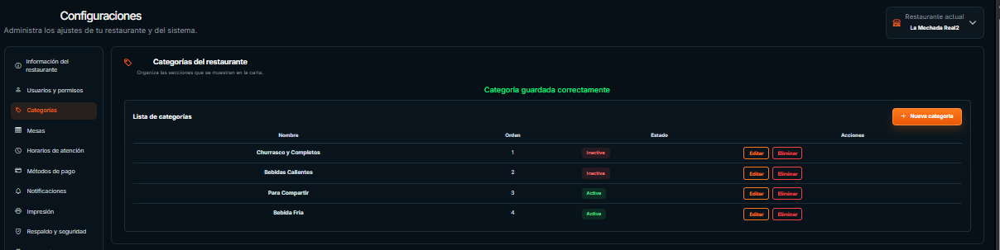 Configuraciones
Administra los ajustes de tu restaurante y del sistema.
Restaurante actual
La Mechada Real2
Información del
restaurante
Usuarios y permisos
Categorías
Mesas
Horarios de atención
Métodos de pago
Notificaciones
Impresión
Respaldo y seguridad
Categorías del restaurante
Organiza las secciones que se muestran en la carta.
Categoría guardada correctamente
Lista de categorías
+ Nueva categoría
Nombre Orden Estado Acciones
Churrasco y Completos 1 Inactiva Editar Eliminar
Bebidas Calientes 2 Inactiva Editar Eliminar
Para Compartir 3 Activa Editar Eliminar
Bebida Fria 4 Activa Editar Eliminar